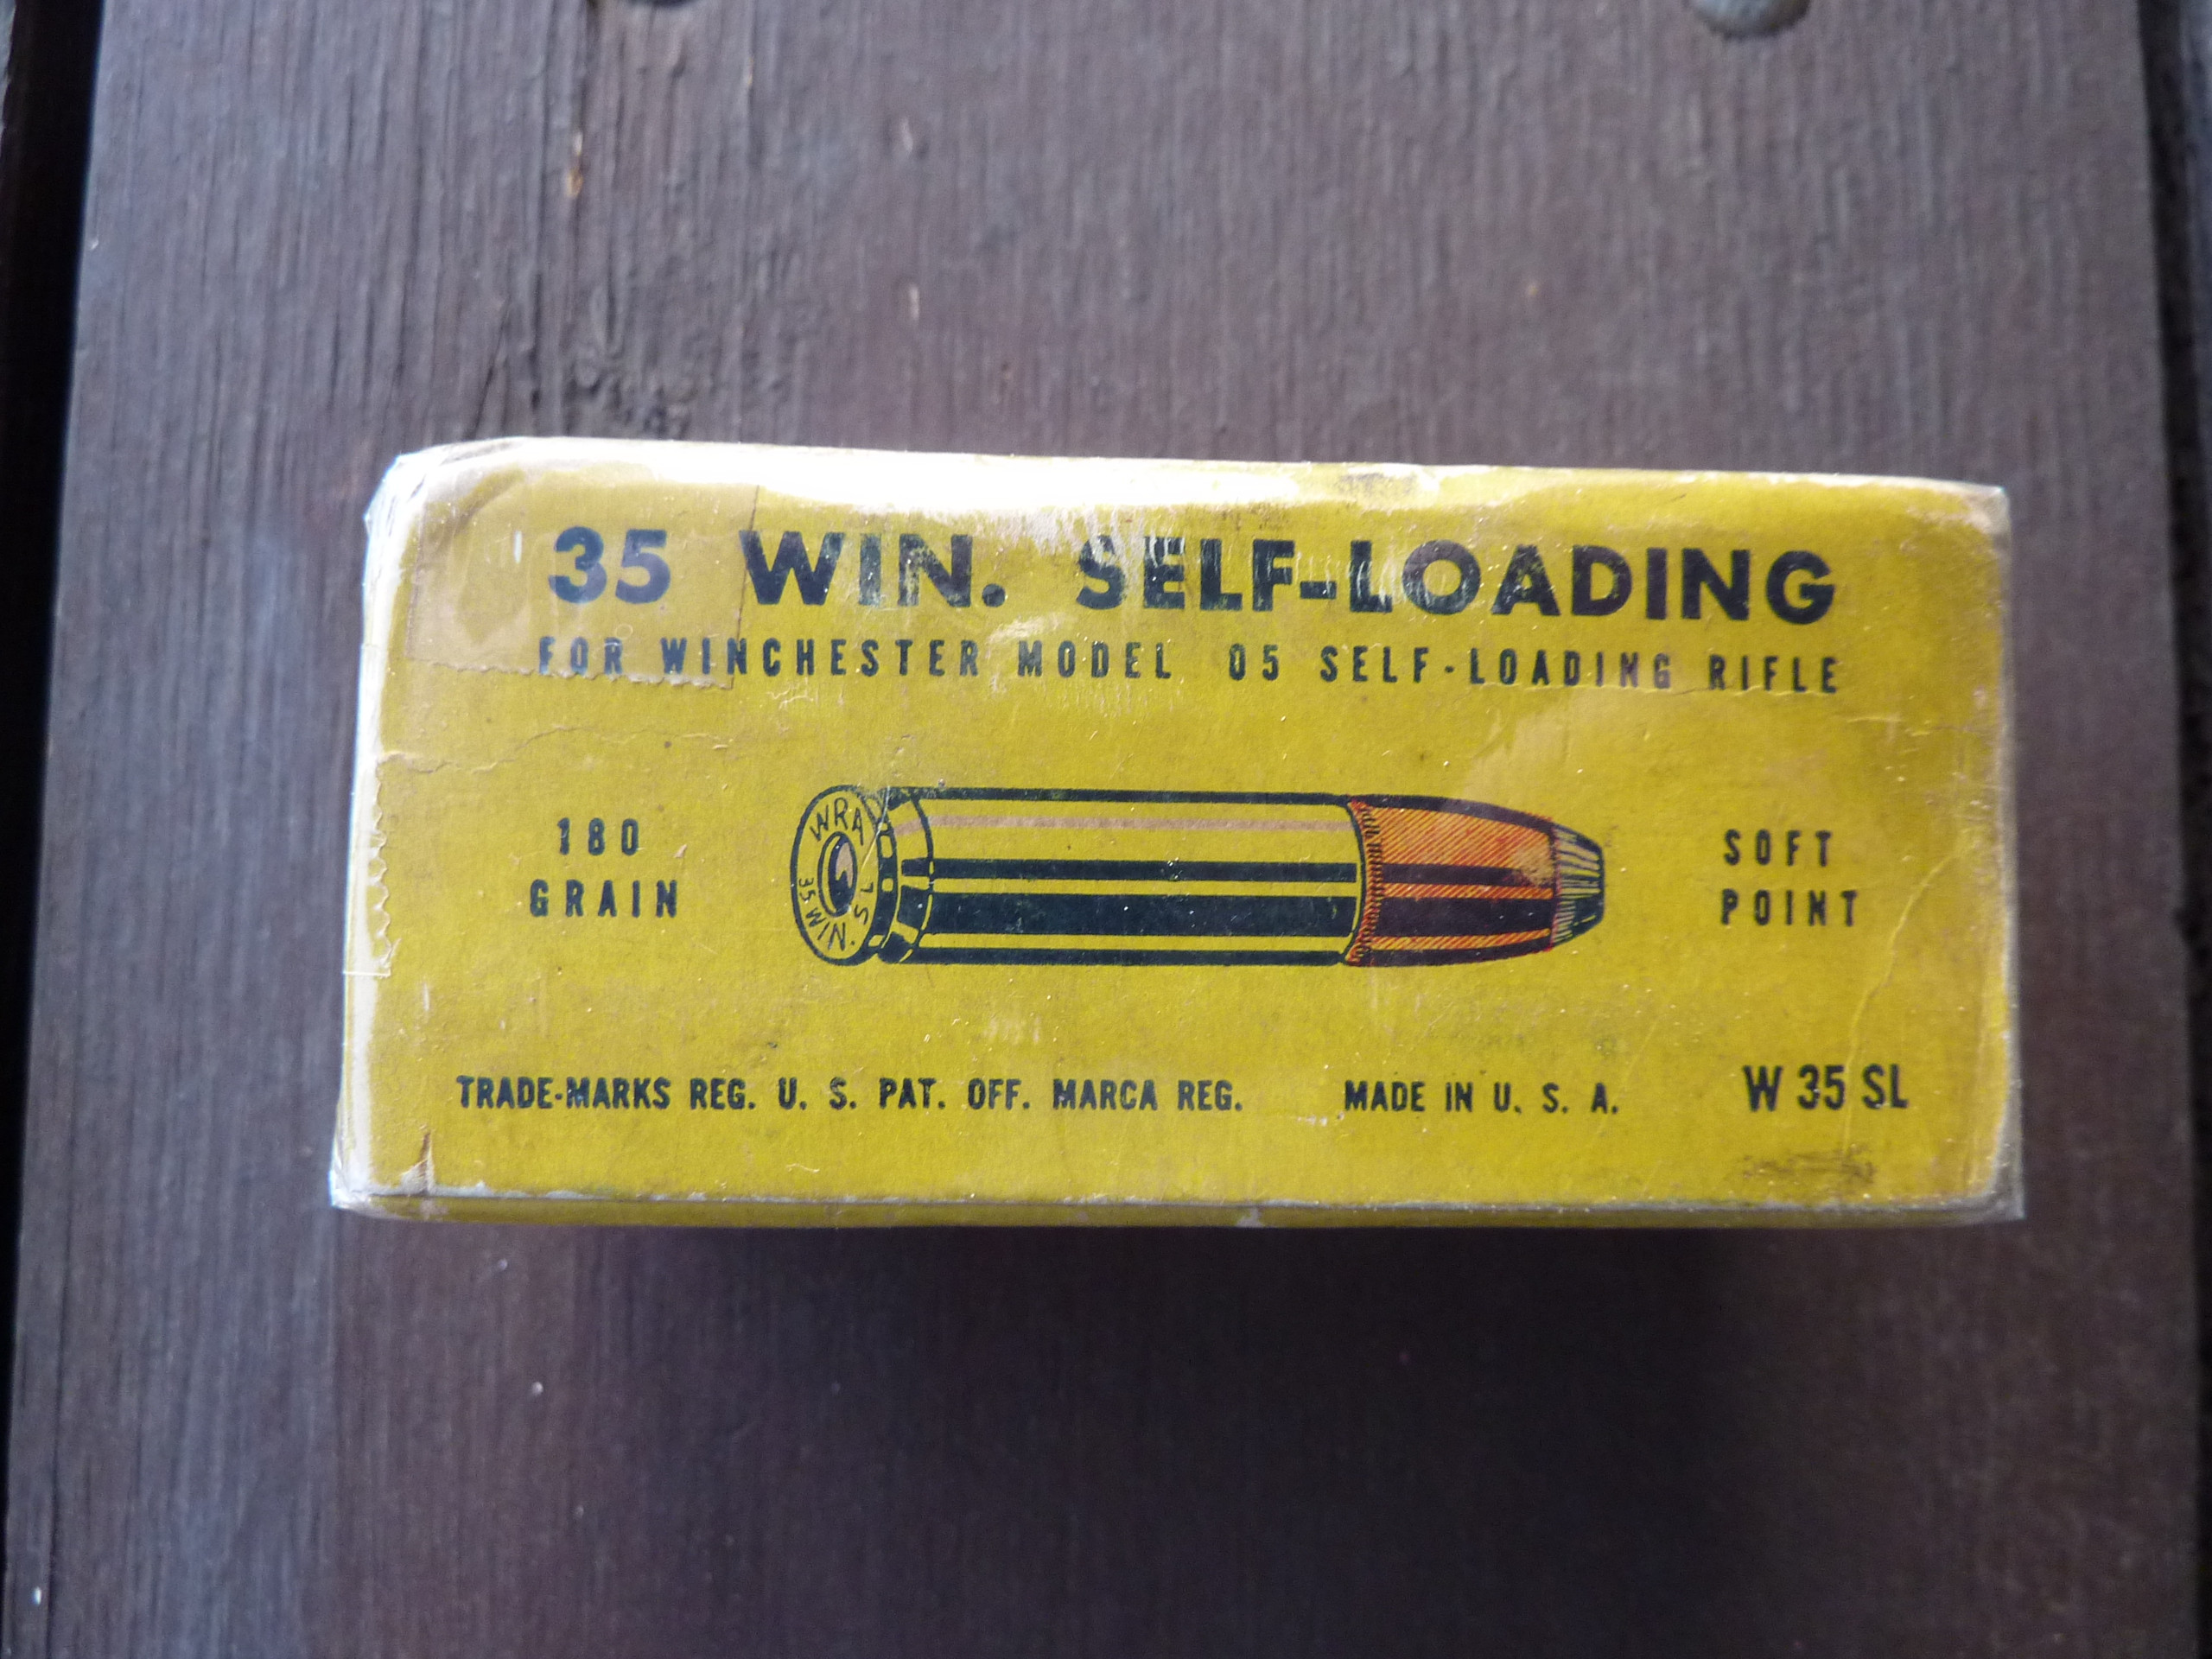 35 WIN. SELF-LOADING
FOR WINCHESTER MODEL 05 SELF-LOADING RIFLE
180
GRAIN
WRA
35 WIN. S L
SOFT
POINT
TRADE-MARKS REG. U. S. PAT. OFF. MARCA REG. MADE IN U. S. A. W 35 SL